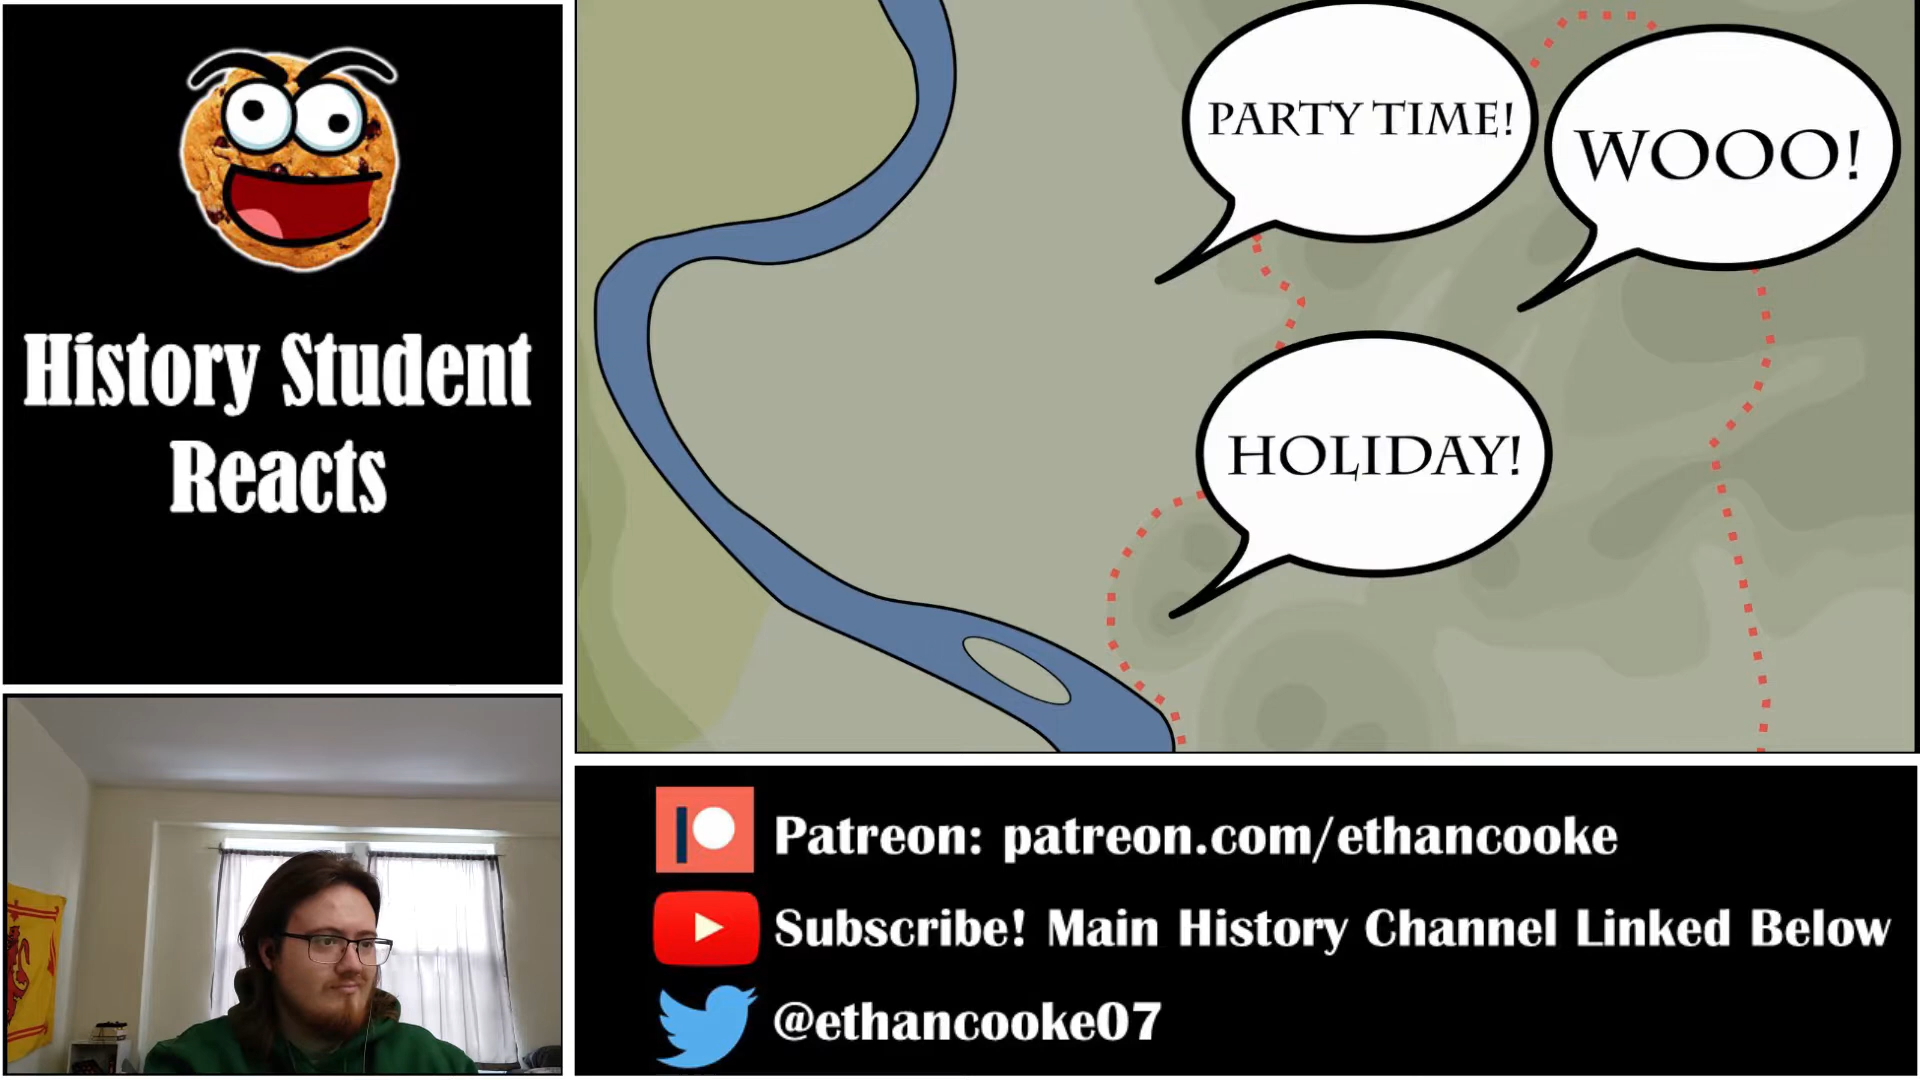 History Student
Reacts
PARTY TIME!
WOOO!
HOLIDAY!
Patreon: patreon.com/ethancooke
Subscribe! Main History Channel Linked Below
@ethancooke07